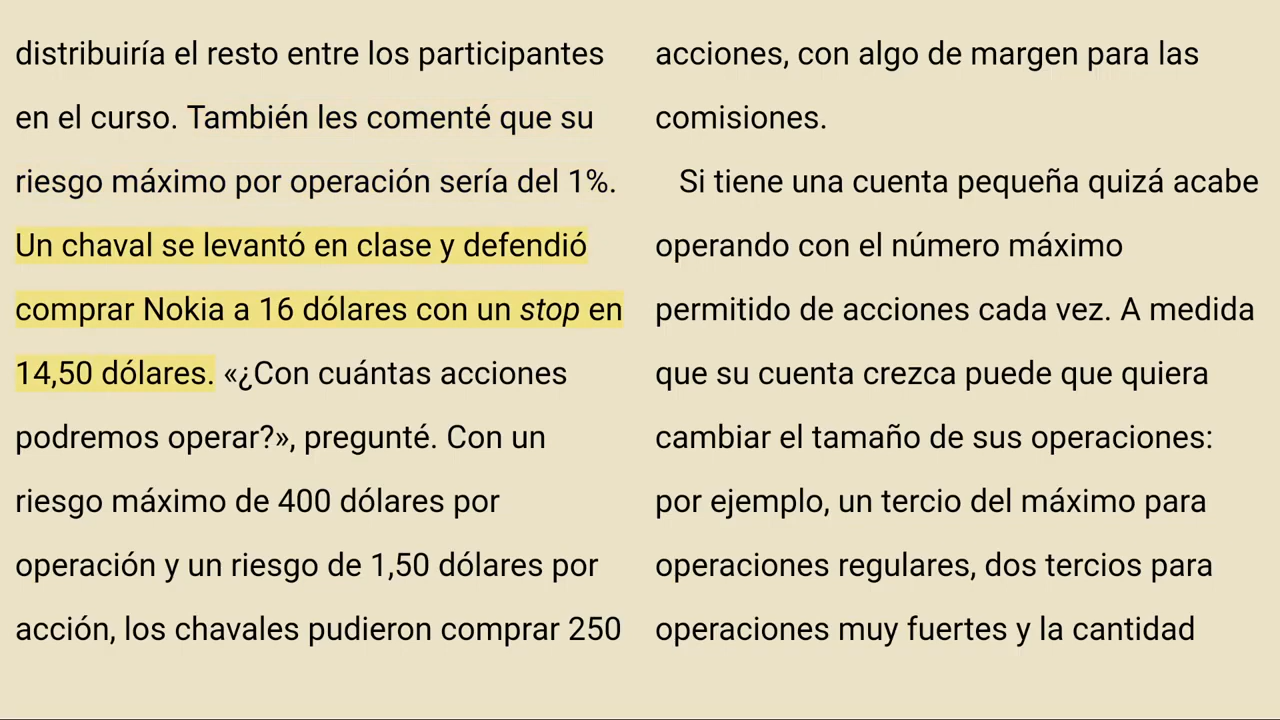 distribuiría el resto entre los participantes
en el curso. También les comenté que su
riesgo máximo por operación sería del 1%.
Un chaval se levantó en clase y defendió
comprar Nokia a 16 dólares con un stop en
14,50 dólares. «¿Con cuántas acciones
podremos operar?», pregunté. Con un
riesgo máximo de 400 dólares por
operación y un riesgo de 1,50 dólares por
acción, los chavales pudieron comprar 250
acciones, con algo de margen para las
comisiones.
Si tiene una cuenta pequeña quizá acabe
operando con el número máximo
permitido de acciones cada vez. A medida
que su cuenta crezca puede que quiera
cambiar el tamaño de sus operaciones:
por ejemplo, un tercio del máximo para
operaciones regulares, dos tercios para
operaciones muy fuertes y la cantidad